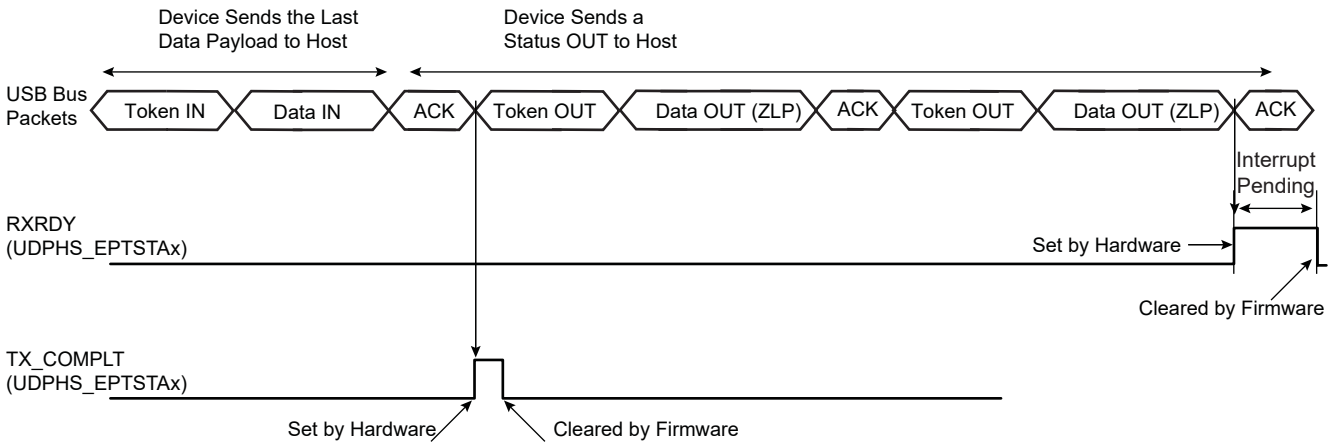 Device Sends the Last
Data Payload to Host
Device Sends a
Status OUT to Host
USB Bus
Packets
Token IN
Data IN
ACK
Token OUT
Data OUT (ZLP)
ACK
Token OUT
Data OUT (ZLP)
ACK
Interrupt
Pending
RXRDY
(UDPHS_EPTSTAx)
Set by Hardware
Cleared by Firmware
TX_COMPLT
(UDPHS_EPTSTAx)
Set by Hardware
Cleared by Firmware